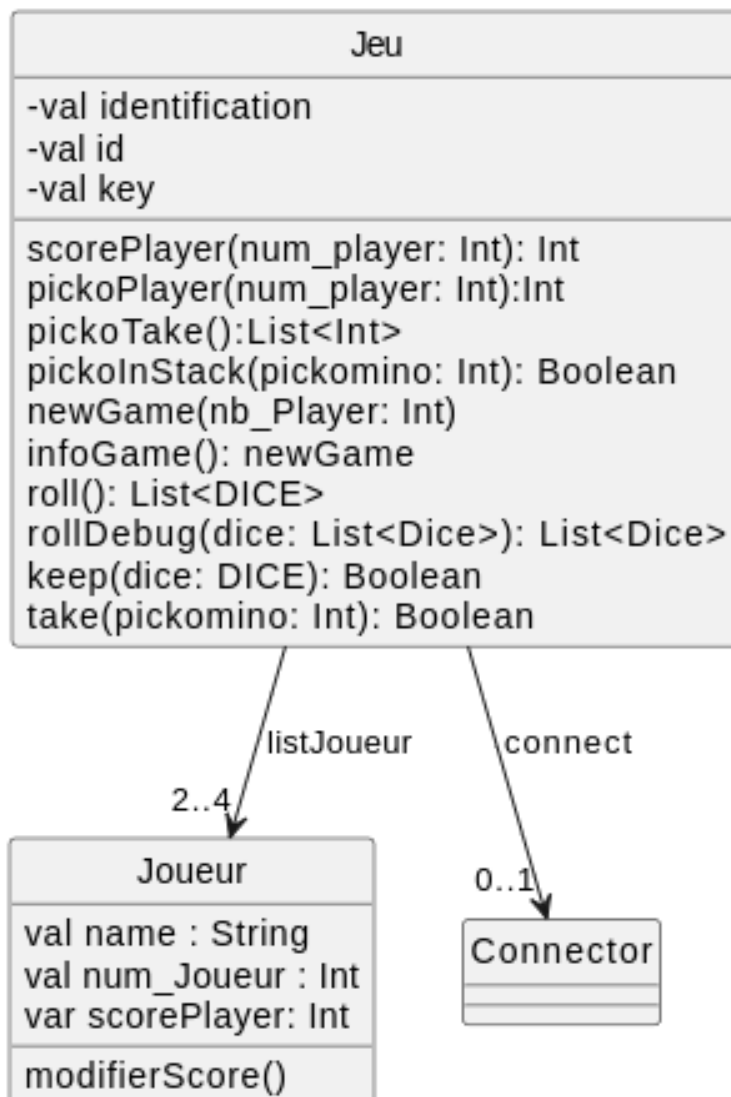 Jeu
-val identification
-val id
-val key
scorePlayer(num_player: Int): Int
pickoPlayer(num_player: Int):Int
pickoTake():List<Int>
pickoInStack(pickomino: Int): Boolean
newGame(nb_Player: Int)
infoGame(): newGame
roll(): List<DICE>
rollDebug(dice: List<Dice>): List<Dice>
keep(dice: DICE): Boolean
take(pickomino: Int): Boolean
listJoueur
connect
2..4
0..1
Joueur
val name : String
val num_Joueur : Int
var scorePlayer: Int
modifierScore()
Connector